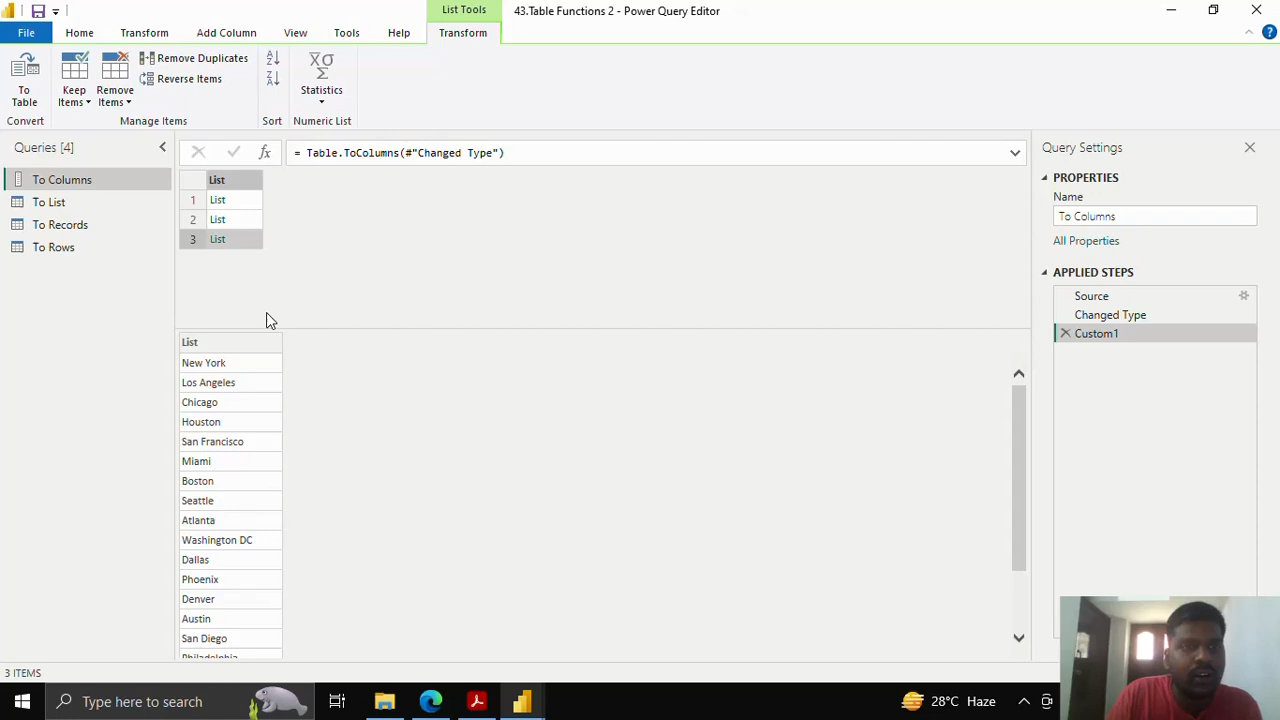 List Tools
43.Table Functions 2 - Power Query Editor
File
Home
Transform
Add Column
View
Tools
Help
Transform
To
Table
Keep
Items
Remove
Items
Remove Duplicates
Reverse Items
Statistics
Convert
Manage Items
Sort
Numeric List
Queries [4]
To Columns
To List
To Records
To Rows
fx
= Table.ToColumns(#"Changed Type")
List
1 List
2 List
3 List
List
New York
Los Angeles
Chicago
Houston
San Francisco
Miami
Boston
Seattle
Atlanta
Washington DC
Dallas
Phoenix
Denver
Austin
San Diego
Philadelphia
Query Settings
PROPERTIES
Name
To Columns
All Properties
APPLIED STEPS
Source
Changed Type
Custom1
3 ITEMS
Type here to search
28°C Haze